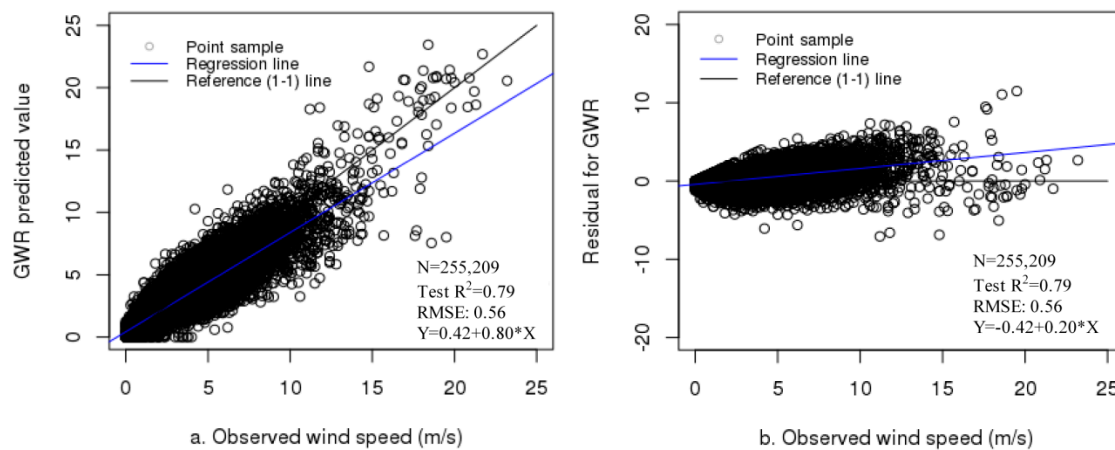 25
20
15
10
5
0
GWR predicted value
Point sample
Regression line
Reference (1-1) line
N=255,209
Test R²=0.79
RMSE: 0.56
Y=0.42+0.80*X
0 5 10 15 20 25
a. Observed wind speed (m/s)
20
10
0
-10
-20
Residual for GWR
Point sample
Regression line
Reference (1-1) line
N=255,209
Test R²=0.79
RMSE: 0.56
Y=-0.42+0.20*X
0 5 10 15 20 25
b. Observed wind speed (m/s)